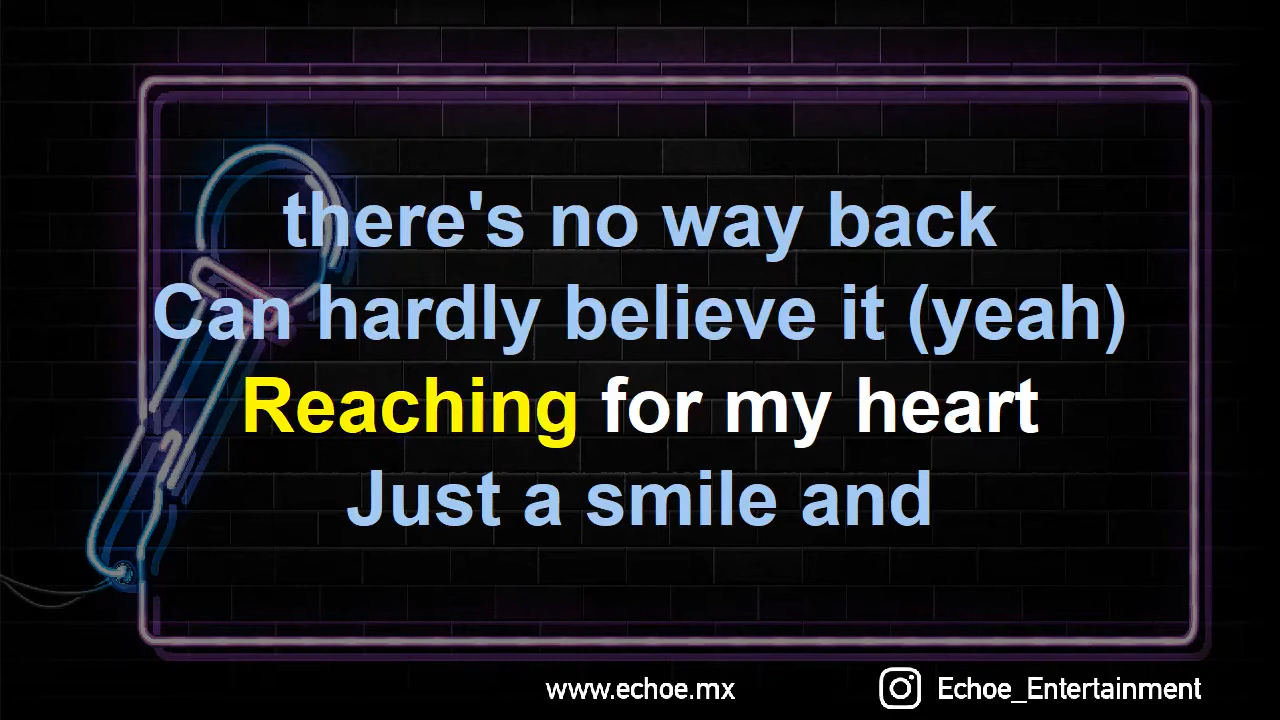 there's no way back
Can hardly believe it (yeah)
Reaching for my heart
Just a smile and
www.echoe.mx
Echoe_Entertainment